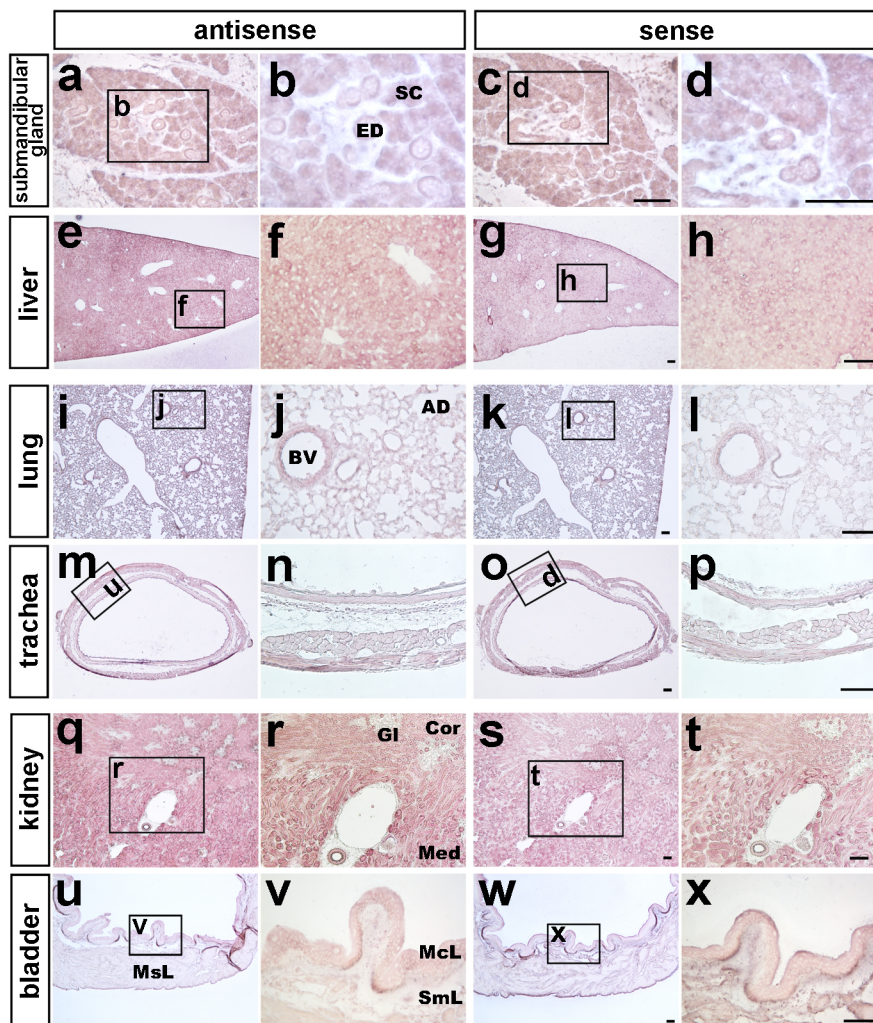 antisense sense
submandibular
gland
a b b SC ED c d d
liver
e f f g h h
lung
i j j AD BV k l l
trachea
m n n o p p
kidney
q r r Gl Cor Med s t t
bladder
u v MsL v McL SmL w x x